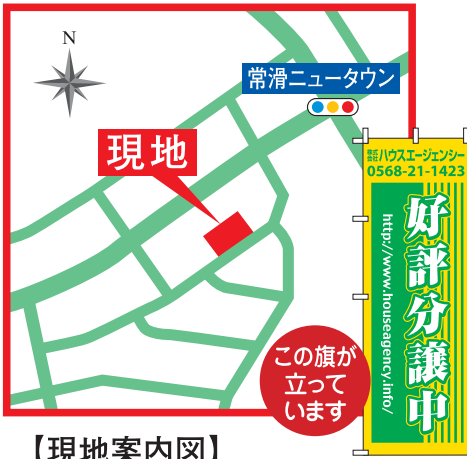 N
常滑ニュータウン
現地
株式会社ハウスエージェンシー
0568-21-1423
好評分譲中
http://www.houseagency.info/
この旗が
立って
います
【現地案内図】